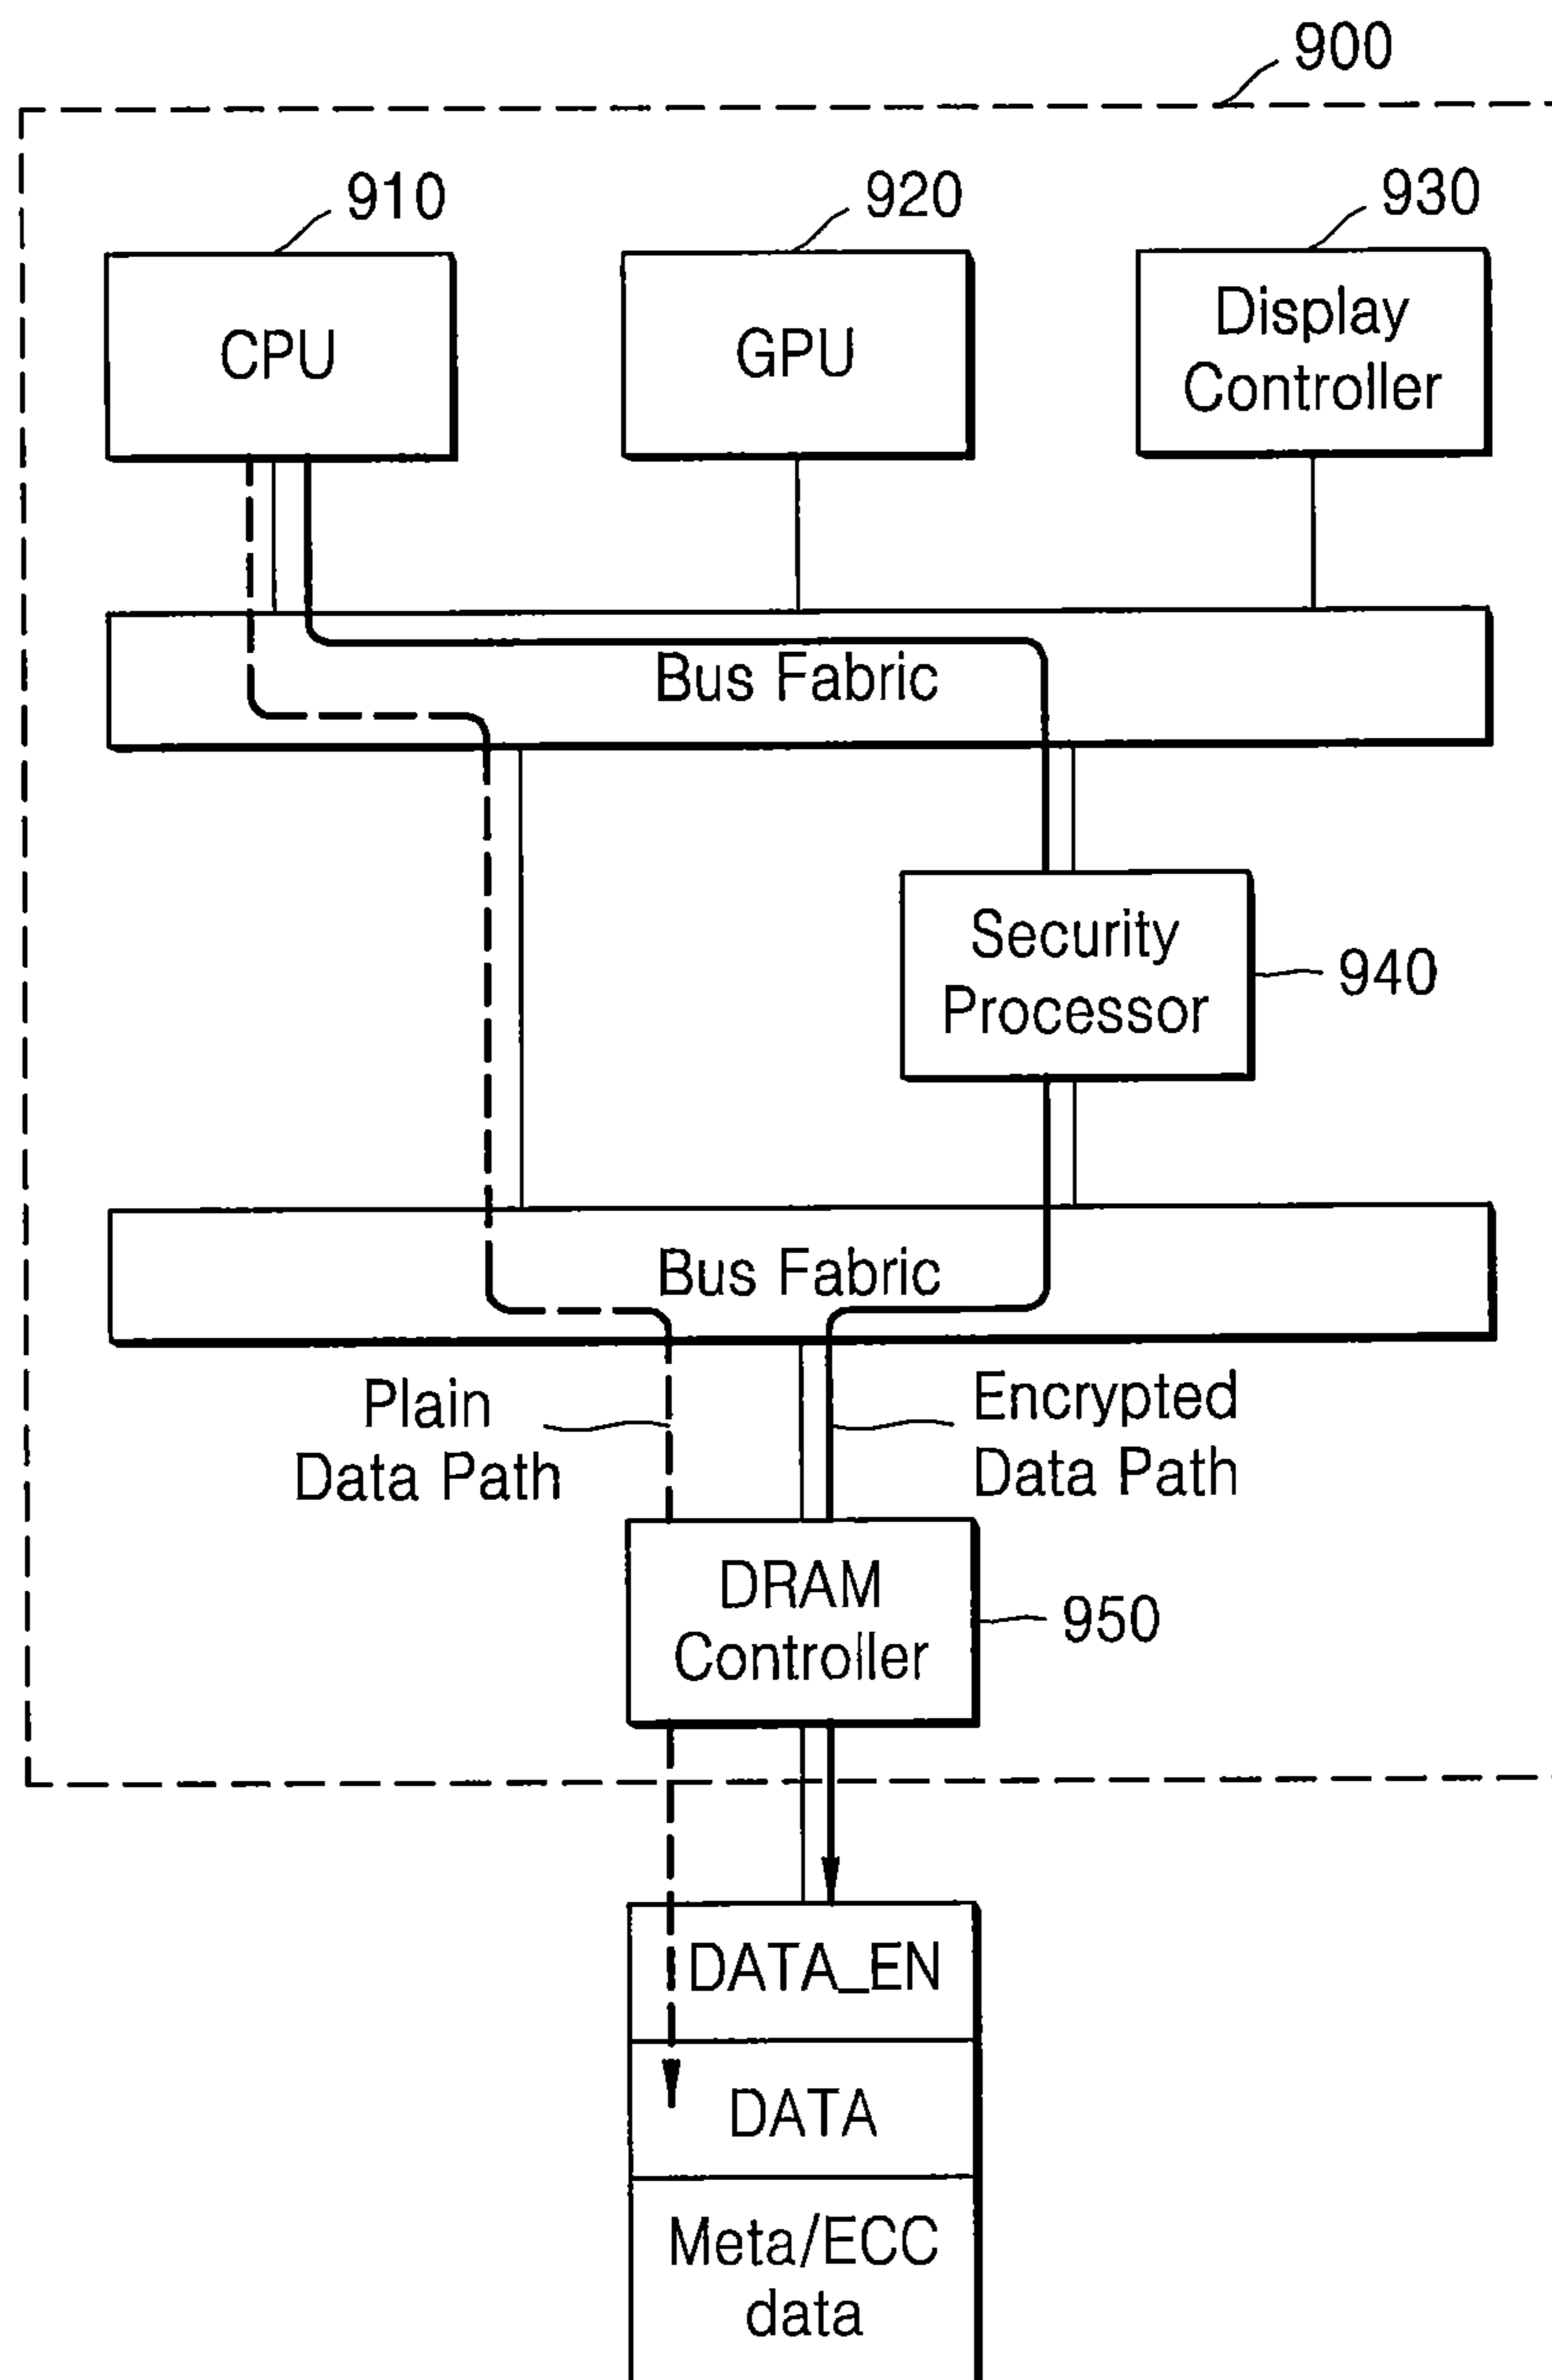 900
910
920
930
CPU
GPU
Display
Controller
Bus Fabric
Security
Processor
940
Bus Fabric
Plain
Data Path
Encrypted
Data Path
DRAM
Controller
950
DATA_EN
DATA
Meta/ECC
data